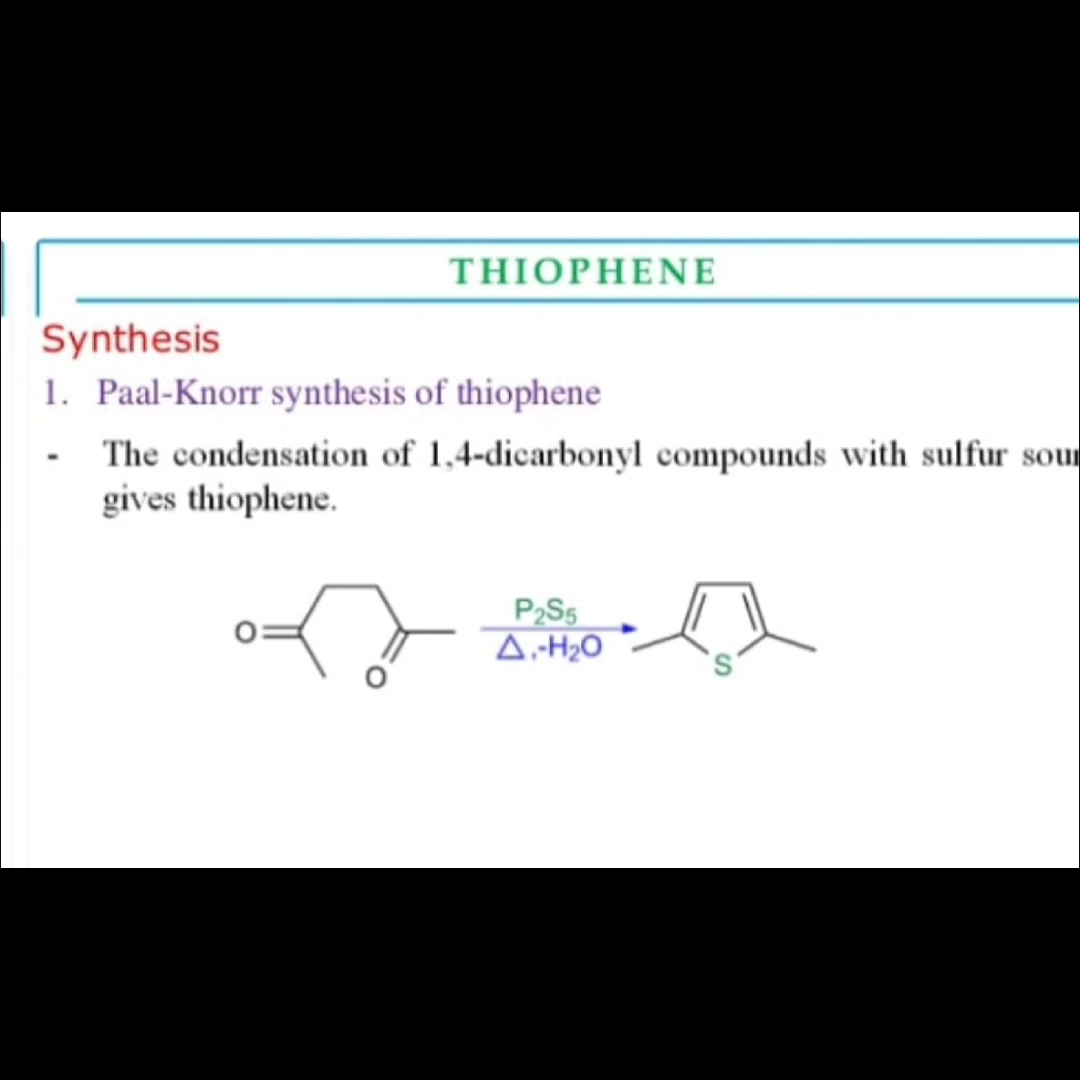 THIOPHENE
Synthesis
1. Paal-Knorr synthesis of thiophene
- The condensation of 1,4-dicarbonyl compounds with sulfur
gives thiophene.
P₂S₅
O
Δ,-H₂O
O
S